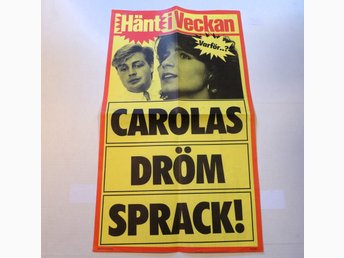 Hänt i Veckan
Varför..?
CAROLAS
DRÖM
SPRACK!